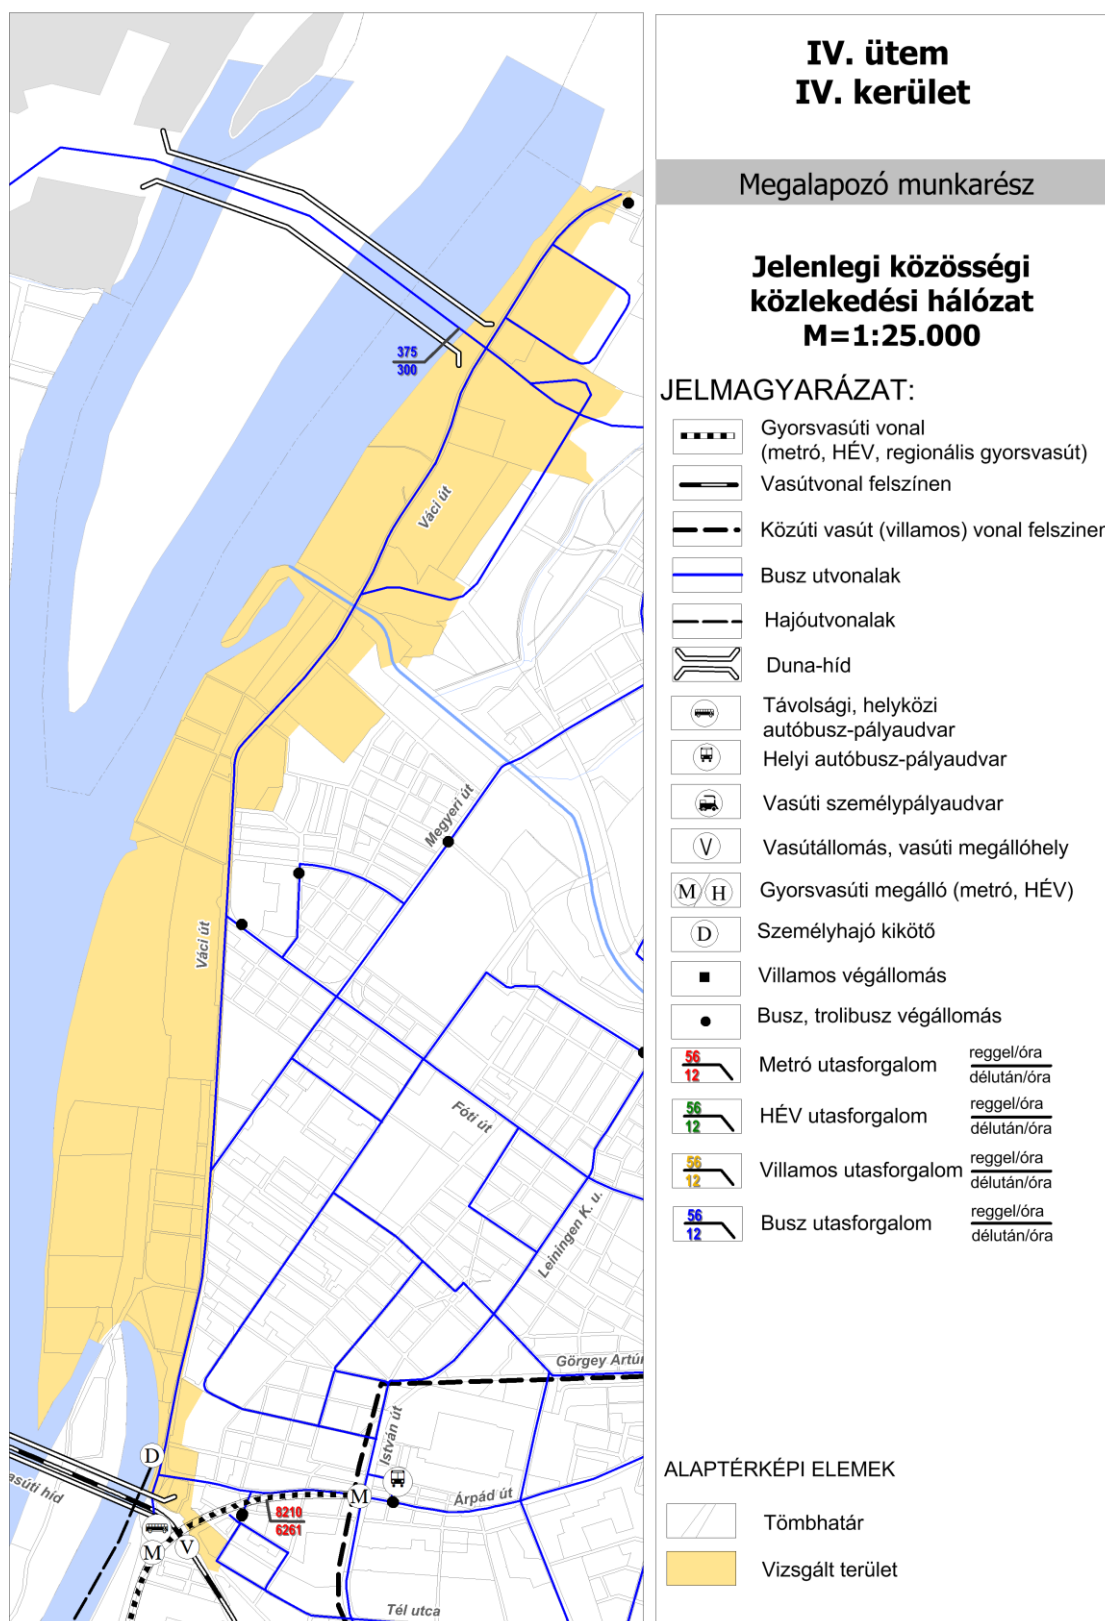 IV. ütem
IV. kerület
Megalapozó munkarész
Jelenlegi közösségi
közlekedési hálózat
M=1:25.000
JELMAGYARÁZAT:
Gyorsvasúti vonal
(metró, HÉV, regionális gyorsvasút)
Vasútvonal felszínen
Közúti vasút (villamos) vonal felszinen
Busz utvonalak
Hajóutvonalak
Duna-híd
Távolsági, helyközi
autóbusz-pályaudvar
Helyi autóbusz-pályaudvar
Vasúti személypályaudvar
V
Vasútállomás, vasúti megállóhely
M/H
Gyorsvasúti megálló (metró, HÉV)
D
Személyhajó kikötő
Villamos végállomás
Busz, trolibusz végállomás
56
12
Metró utasforgalom
reggel/óra
délután/óra
56
12
HÉV utasforgalom
reggel/óra
délután/óra
56
12
Villamos utasforgalom
reggel/óra
délután/óra
56
12
Busz utasforgalom
reggel/óra
délután/óra
ALAPTÉRKÉPI ELEMEK
Tömbhatár
Vizsgált terület
375
300
Váci út
Megyeri út
Váci út
Fóti út
Leiningen K. u.
Görgey Artúr
István út
D
asúti híd
Árpád út
M
8210
6261
M
V
Tél utca